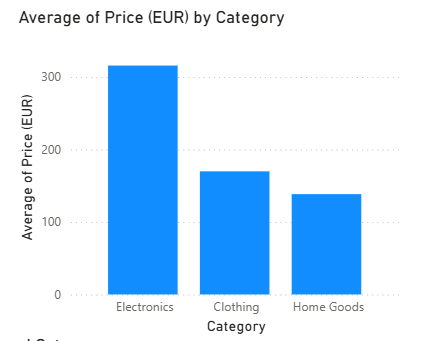 Average of Price (EUR) by Category
Average of Price (EUR)
300
200
100
0
Electronics Clothing Home Goods
Category